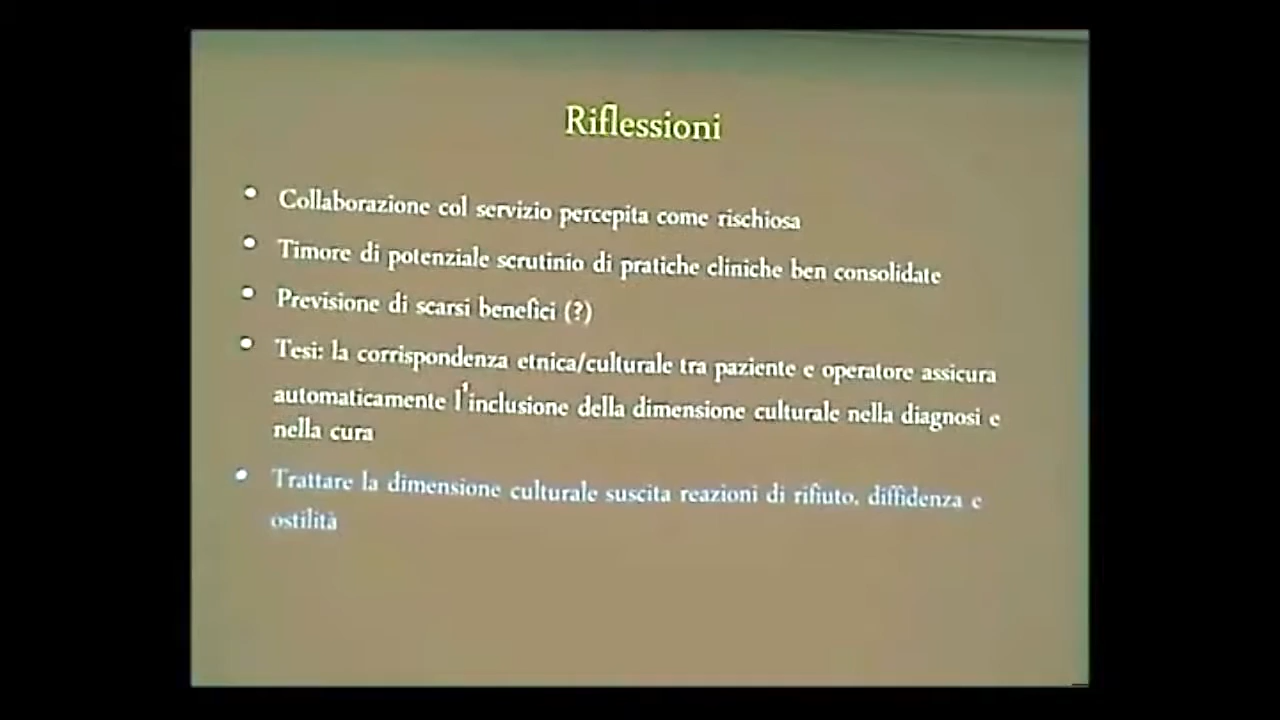 Riflessioni
• Collaborazione col servizio percepita come rischiosa
• Timore di potenziale scrutinio di pratiche cliniche ben consolidate
• Previsione di scarsi benefici (?)
• Tesi: la corrispondenza etnica/culturale tra paziente e operatore assicura
automaticamente l'inclusione della dimensione culturale nella diagnosi e
nella cura
• Trattare la dimensione culturale suscita reazioni di rifiuto, diffidenza e
ostilità